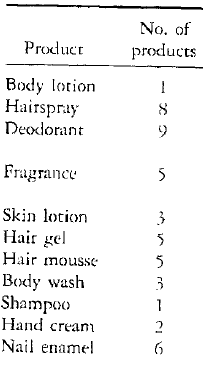 No. of
Product products
Body lotion 1
Hairspray 8
Deodorant 9
Fragrance 5
Skin lotion 3
Hair gel 5
Hair mousse 5
Body wash 3
Shampoo 1
Hand cream 2
Nail enamel 6